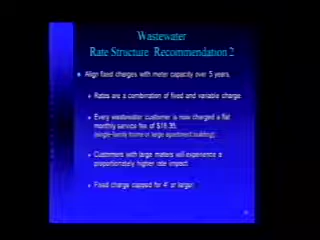 Wastewater
Rate Structure Recommendation 2
Align fixed charges with meter capacity over 5 years.
Rates are a combination of fixed and variable charge.
Every wastewater customer is now charged a flat
monthly service fee of
(single-family home or large apartment building)
Customers with large meters will experience a
proportionately higher rate impact
Fixed charge capped for 4" or larger